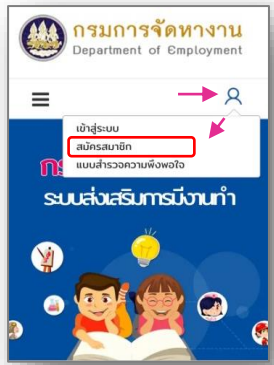 กรมการจัดหางาน
Department of Employment
เข้าสู่ระบบ
สมัครสมาชิก
แบบสำรวจความพึงพอใจ
ระบบส่งเสริมการมีงานทำ